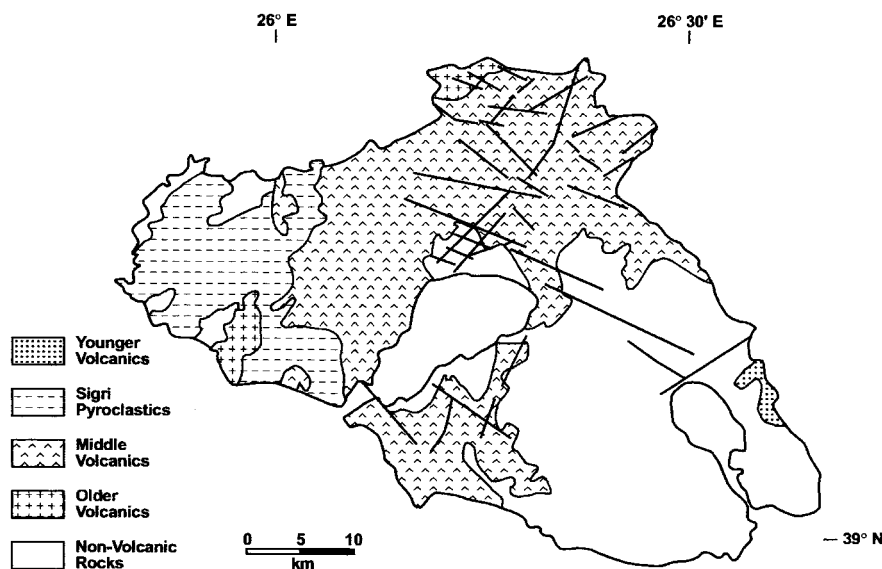 26° E
26° 30' E
Younger
Volcanics
Sigri
Pyroclastics
Middle
Volcanics
Older
Volcanics
Non-Volcanic
Rocks
0 5 10
km
39° N